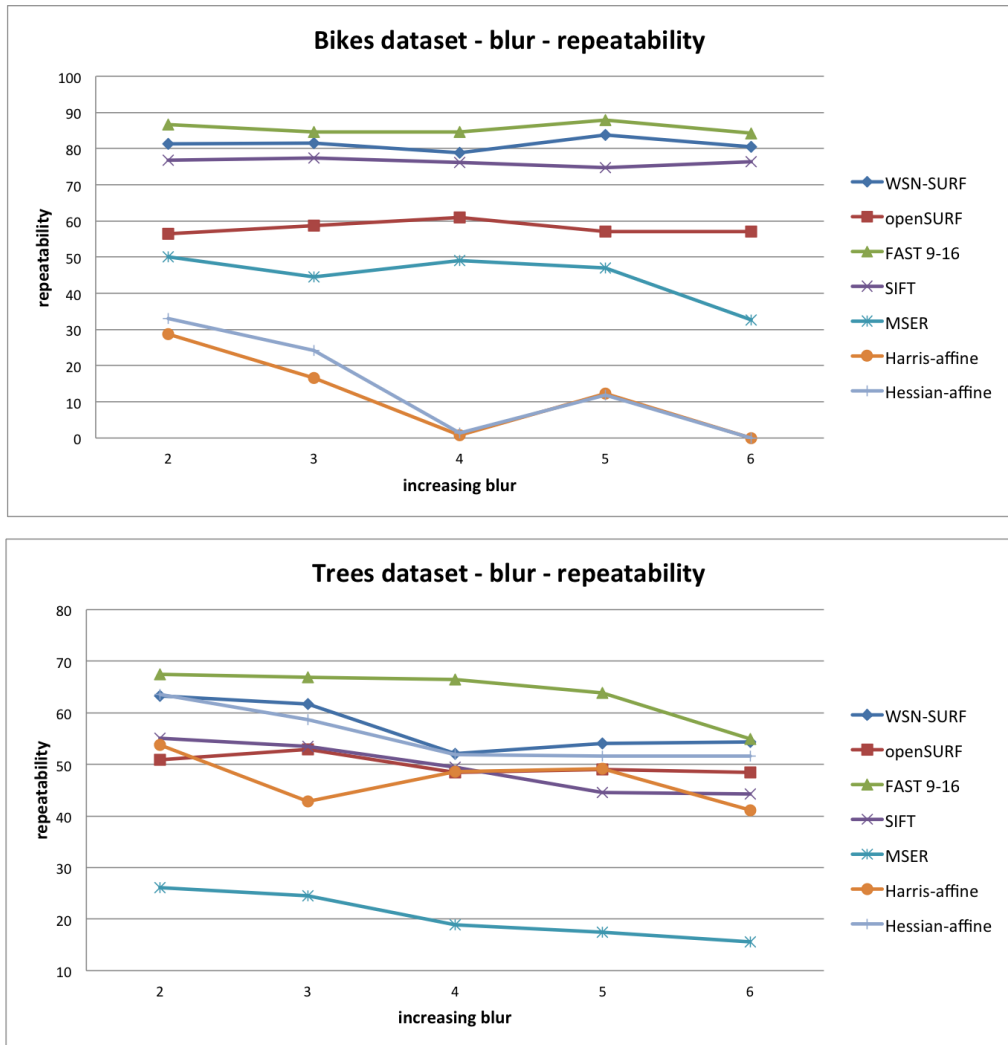 Bikes dataset - blur - repeatability
100
90
80
70
60
50
40
30
20
10
0
repeatability
2 3 4 5 6
increasing blur
WSN-SURF
openSURF
FAST 9-16
SIFT
MSER
Harris-affine
Hessian-affine
Trees dataset - blur - repeatability
80
70
60
50
40
30
20
10
repeatability
2 3 4 5 6
increasing blur
WSN-SURF
openSURF
FAST 9-16
SIFT
MSER
Harris-affine
Hessian-affine